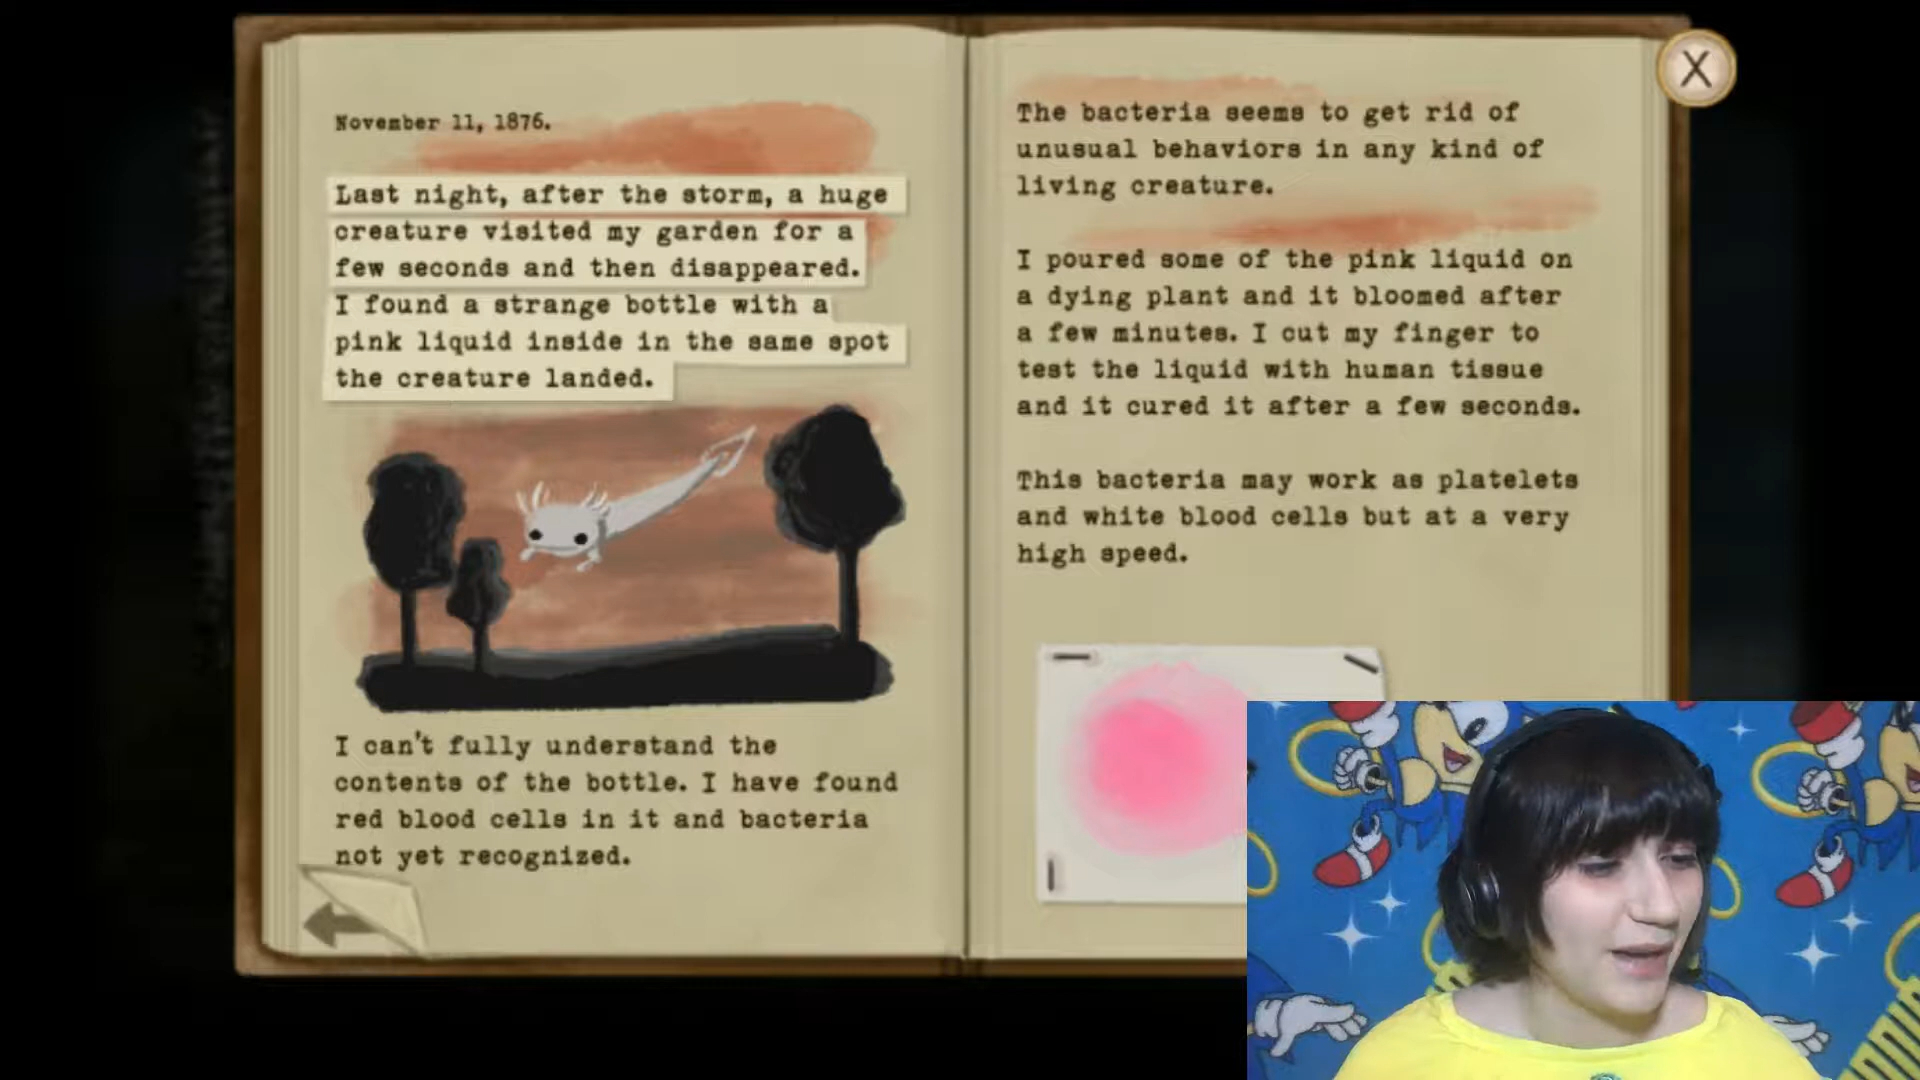 November 11, 1876.
Last night, after the storm, a huge
creature visited my garden for a
few seconds and then disappeared.
I found a strange bottle with a
pink liquid inside in the same spot
the creature landed.
I can't fully understand the
contents of the bottle. I have found
red blood cells in it and bacteria
not yet recognized.
The bacteria seems to get rid of
unusual behaviors in any kind of
living creature.
I poured some of the pink liquid on
a dying plant and it bloomed after
a few minutes. I cut my finger to
test the liquid with human tissue
and it cured it after a few seconds.
This bacteria may work as platelets
and white blood cells but at a very
high speed.
X